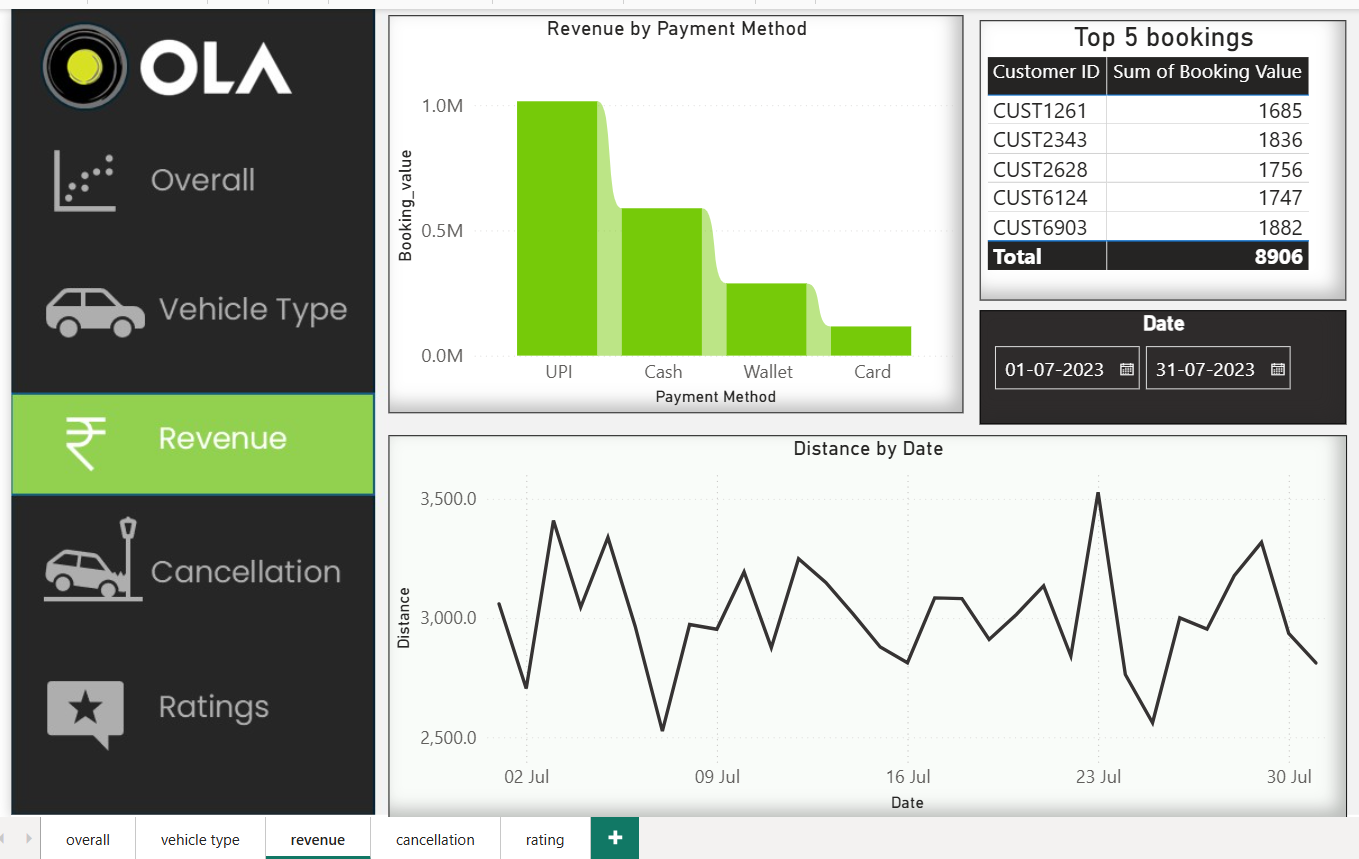 OLA
Overall
Vehicle Type
Revenue
Cancellation
Ratings
Revenue by Payment Method
Booking_value
1.0M
0.5M
0.0M
UPI Cash Wallet Card
Payment Method
Top 5 bookings
Customer ID Sum of Booking Value
CUST1261 1685
CUST2343 1836
CUST2628 1756
CUST6124 1747
CUST6903 1882
Total 8906
Date
01-07-2023 31-07-2023
Distance by Date
Distance
3,500.0
3,000.0
2,500.0
02 Jul 09 Jul 16 Jul 23 Jul 30 Jul
Date
overall vehicle type revenue cancellation rating +